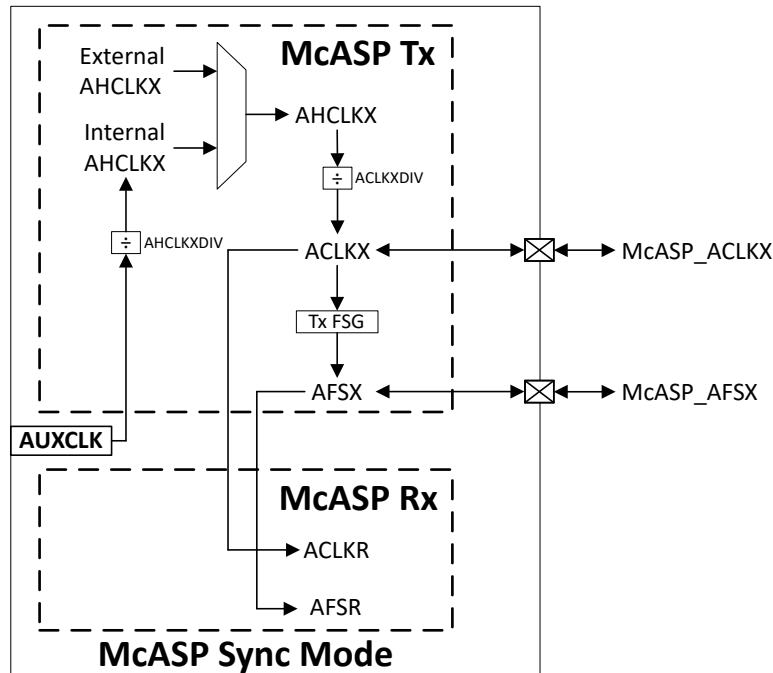 McASP Tx
External
AHCLKX
Internal
AHCLKX
AHCLKX
÷ ACLKXDIV
÷ AHCLKXDIV
ACLKX
McASP_ACLKX
Tx FSG
AFSX
McASP_AFSX
AUXCLK
McASP Rx
ACLKR
AFSR
McASP Sync Mode